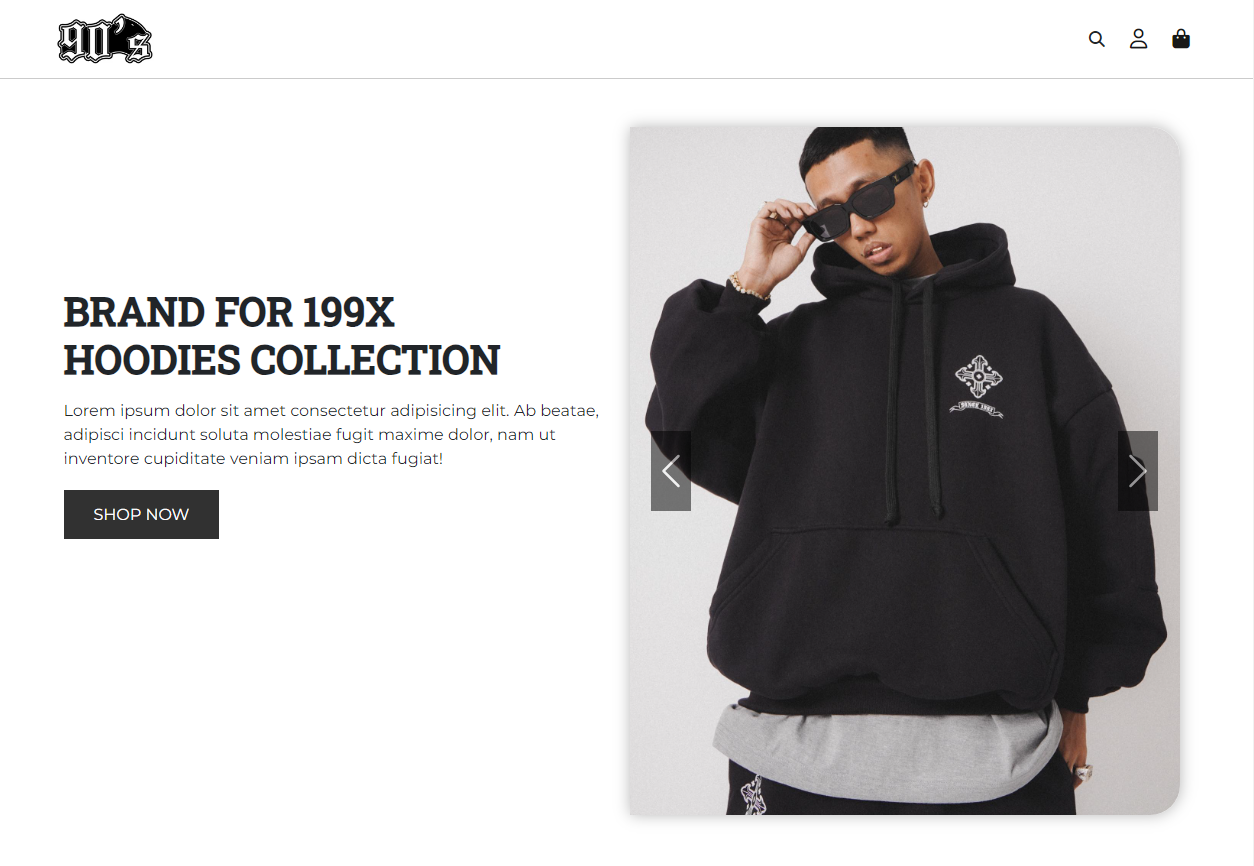 90's
BRAND FOR 199X
HOODIES COLLECTION
Lorem ipsum dolor sit amet consectetur adipisicing elit. Ab beatae,
adipisci incidunt soluta molestiae fugit maxime dolor, nam ut
inventore cupiditate veniam ipsam dicta fugiat!
SHOP NOW